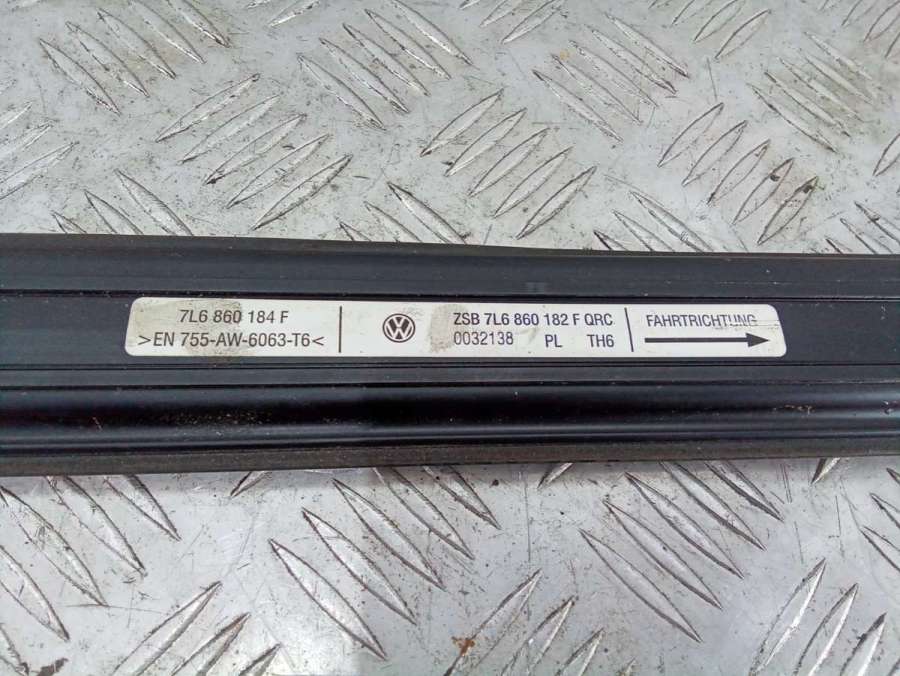 7L6 860 184 F
>EN 755-AW-6063-T6<
ZSB 7L6 860 182 F QRC
0032138 PL TH6
FAHRTRICHTUNG